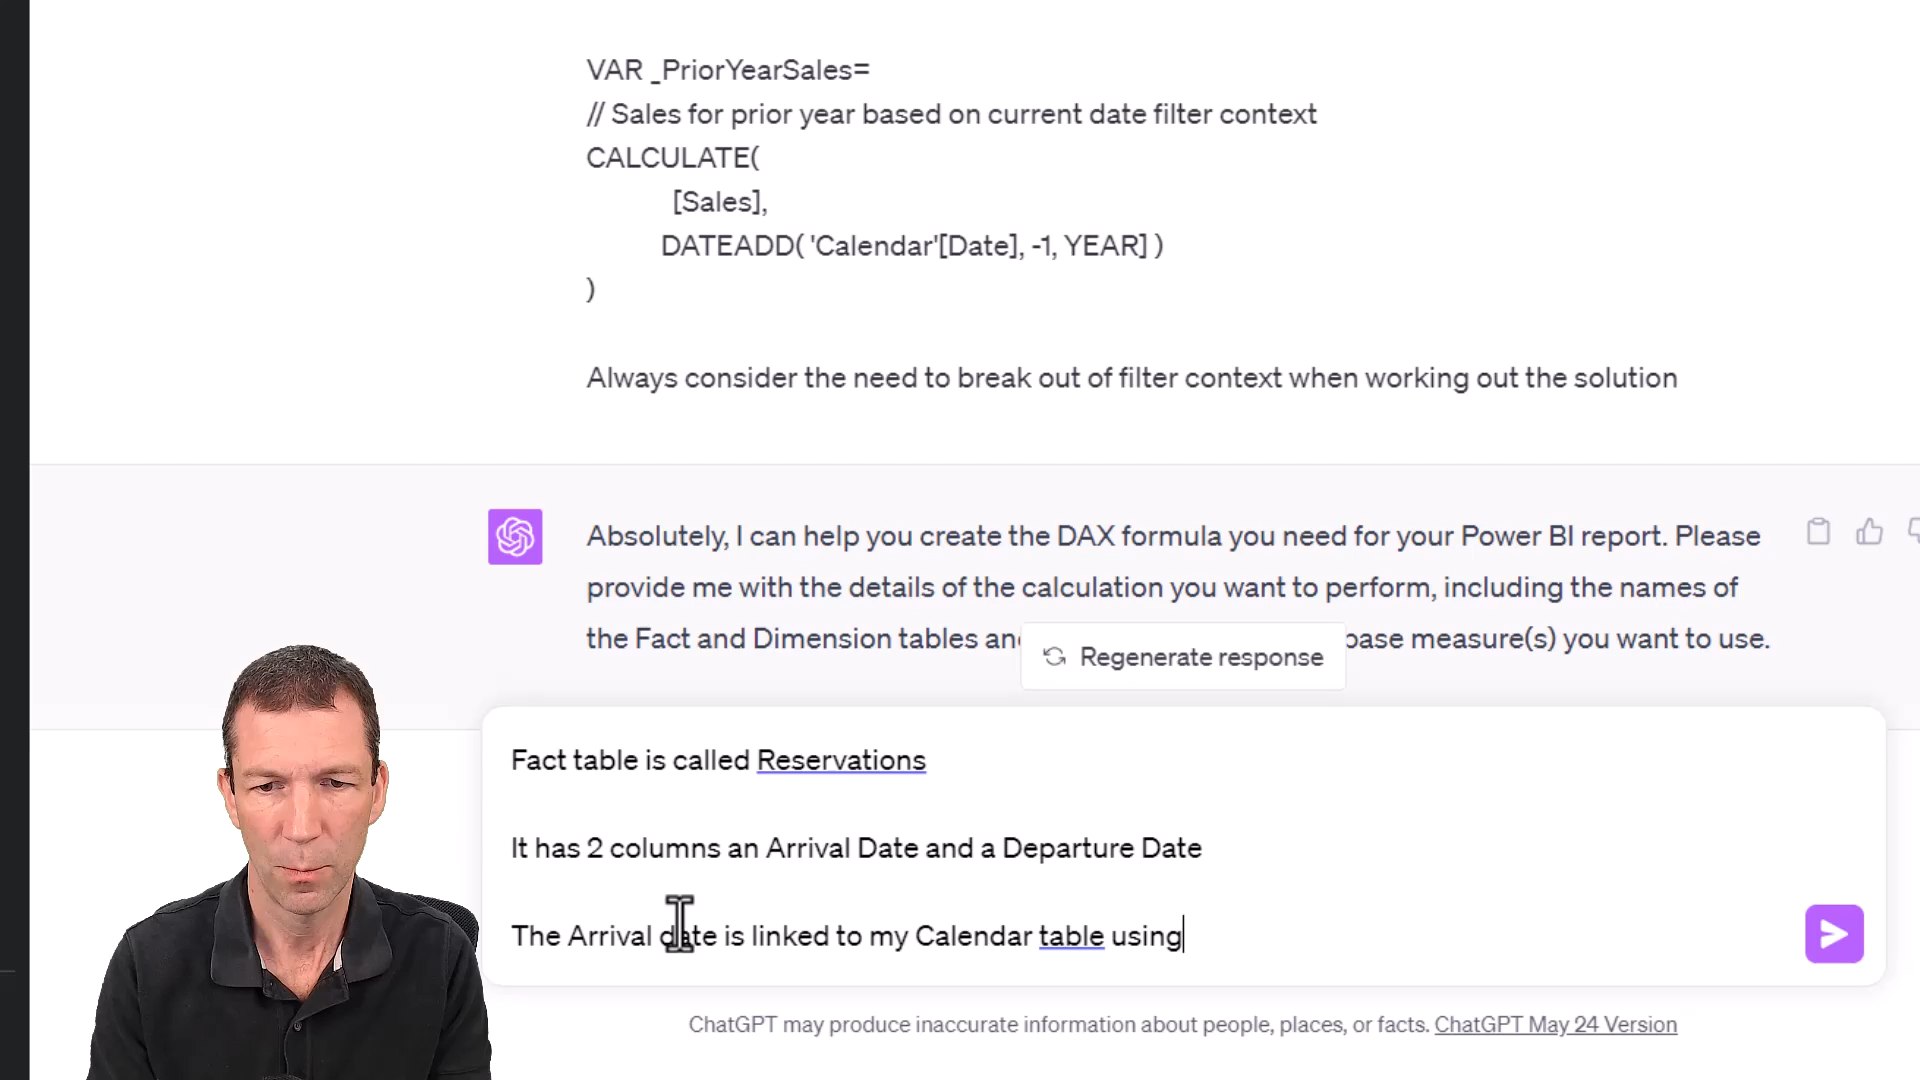 VAR _PriorYearSales=
// Sales for prior year based on current date filter context
CALCULATE(
[Sales],
DATEADD( 'Calendar'[Date], -1, YEAR] )
)
Always consider the need to break out of filter context when working out the solution
Absolutely, I can help you create the DAX formula you need for your Power BI report. Please
provide me with the details of the calculation you want to perform, including the names of
the Fact and Dimension tables base measure(s) you want to use.
Regenerate response
Fact table is called Reservations
It has 2 columns an Arrival Date and a Departure Date
The Arrival date is linked to my Calendar table using
ChatGPT may produce inaccurate information about people, places, or facts. ChatGPT May 24 Version